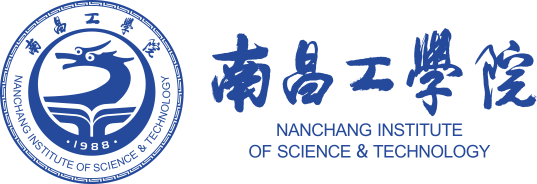 南昌工學院
NANCHANG INSTITUTE OF SCIENCE & TECHNOLOGY
·1988·
南昌工學院
NANCHANG INSTITUTE
OF SCIENCE & TECHNOLOGY